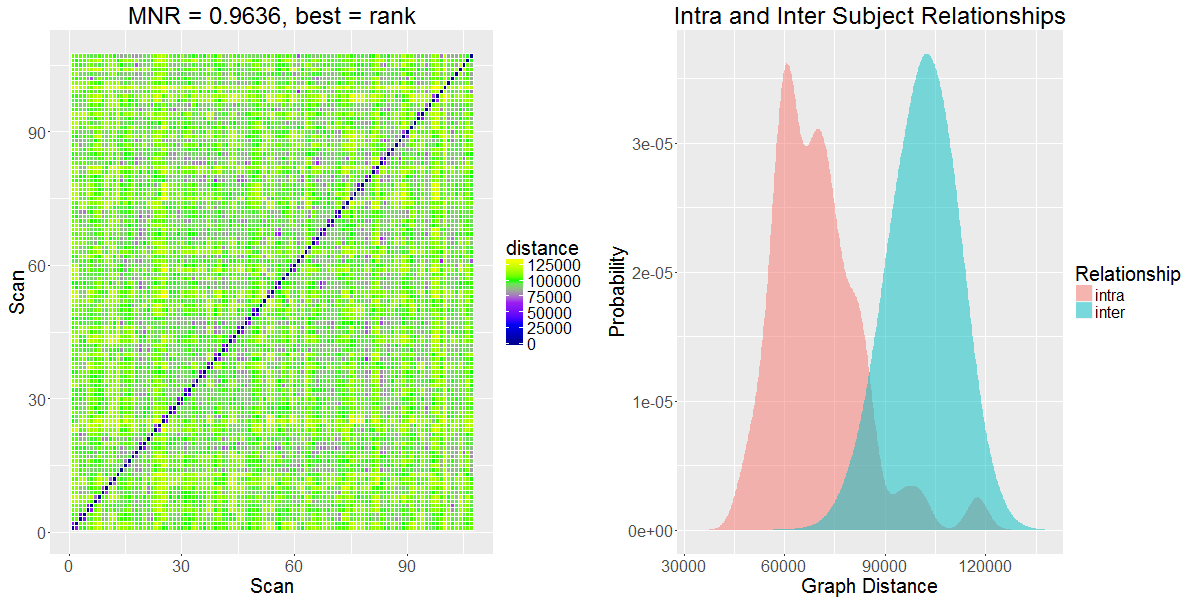 MNR = 0.9636, best = rank
90
60
30
0
Scan
0 30 60 90
Scan
distance
125000
100000
75000
50000
25000
0
Intra and Inter Subject Relationships
3e-05
2e-05
1e-05
0e+00
Probability
30000 60000 90000 120000
Graph Distance
Relationship
intra
inter